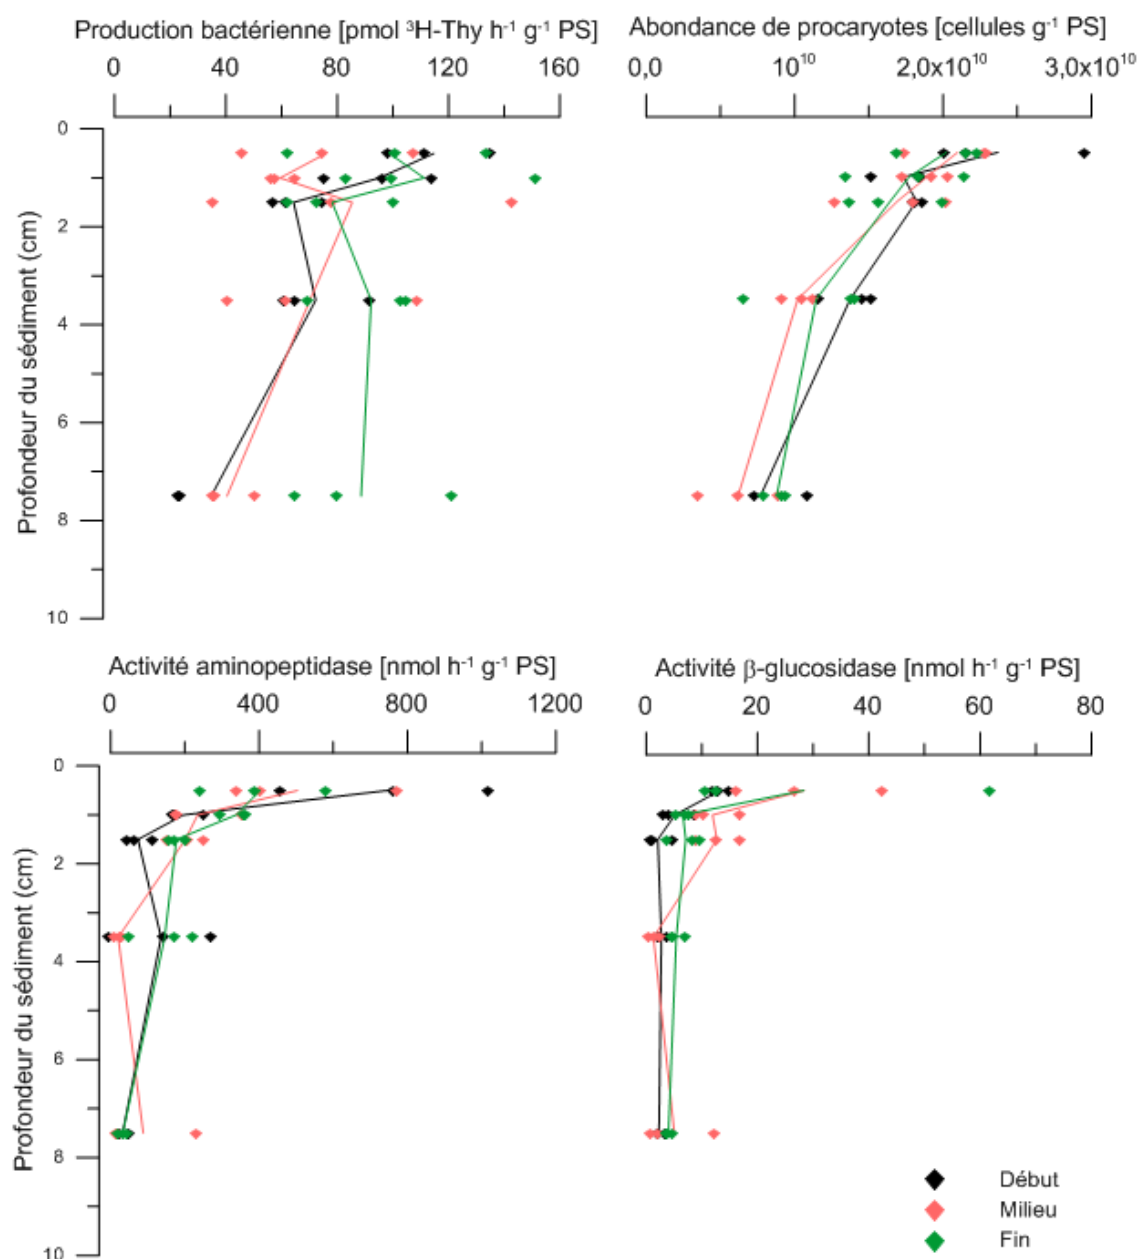 Production bactérienne [pmol ³H-Thy h⁻¹ g⁻¹ PS]
0 40 80 120 160
Profondeur du sédiment (cm)
0
2
4
6
8
10
Abondance de procaryotes [cellules g⁻¹ PS]
0,0 10¹⁰ 2,0x10¹⁰ 3,0x10¹⁰
Activité aminopeptidase [nmol h⁻¹ g⁻¹ PS]
0 400 800 1200
Profondeur du sédiment (cm)
0
2
4
6
8
10
Activité β-glucosidase [nmol h⁻¹ g⁻¹ PS]
0 20 40 60 80
Début
Milieu
Fin